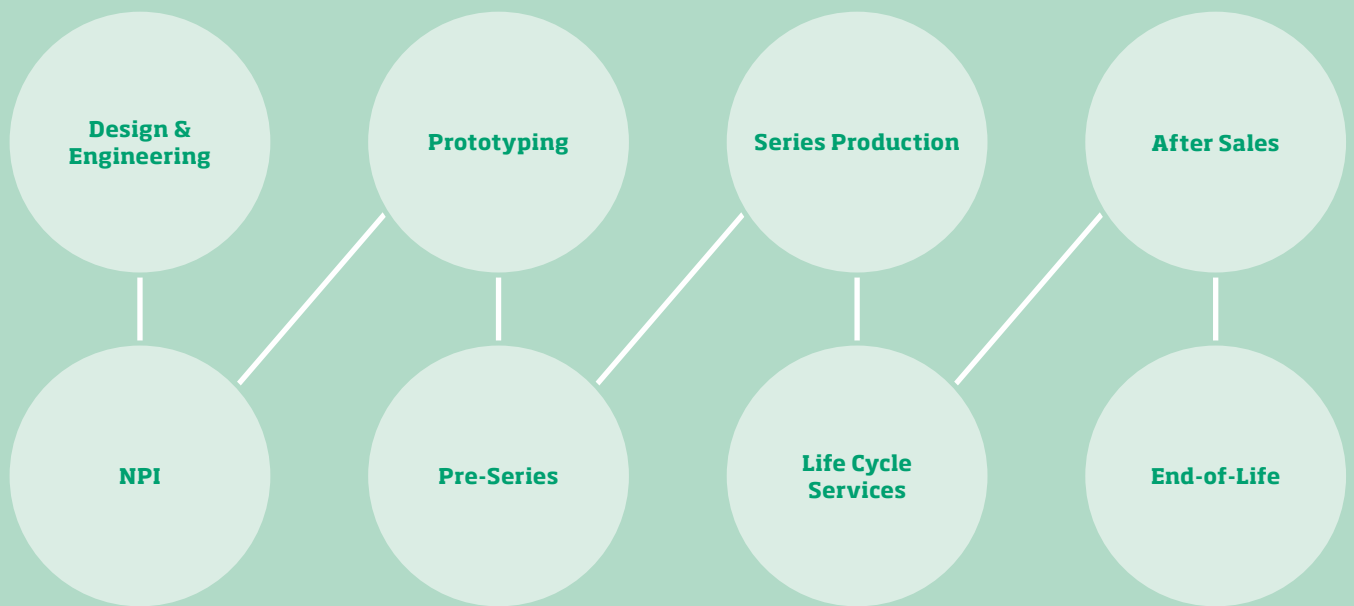 Design &
Engineering
NPI
Prototyping
Pre-Series
Series Production
Life Cycle
Services
After Sales
End-of-Life